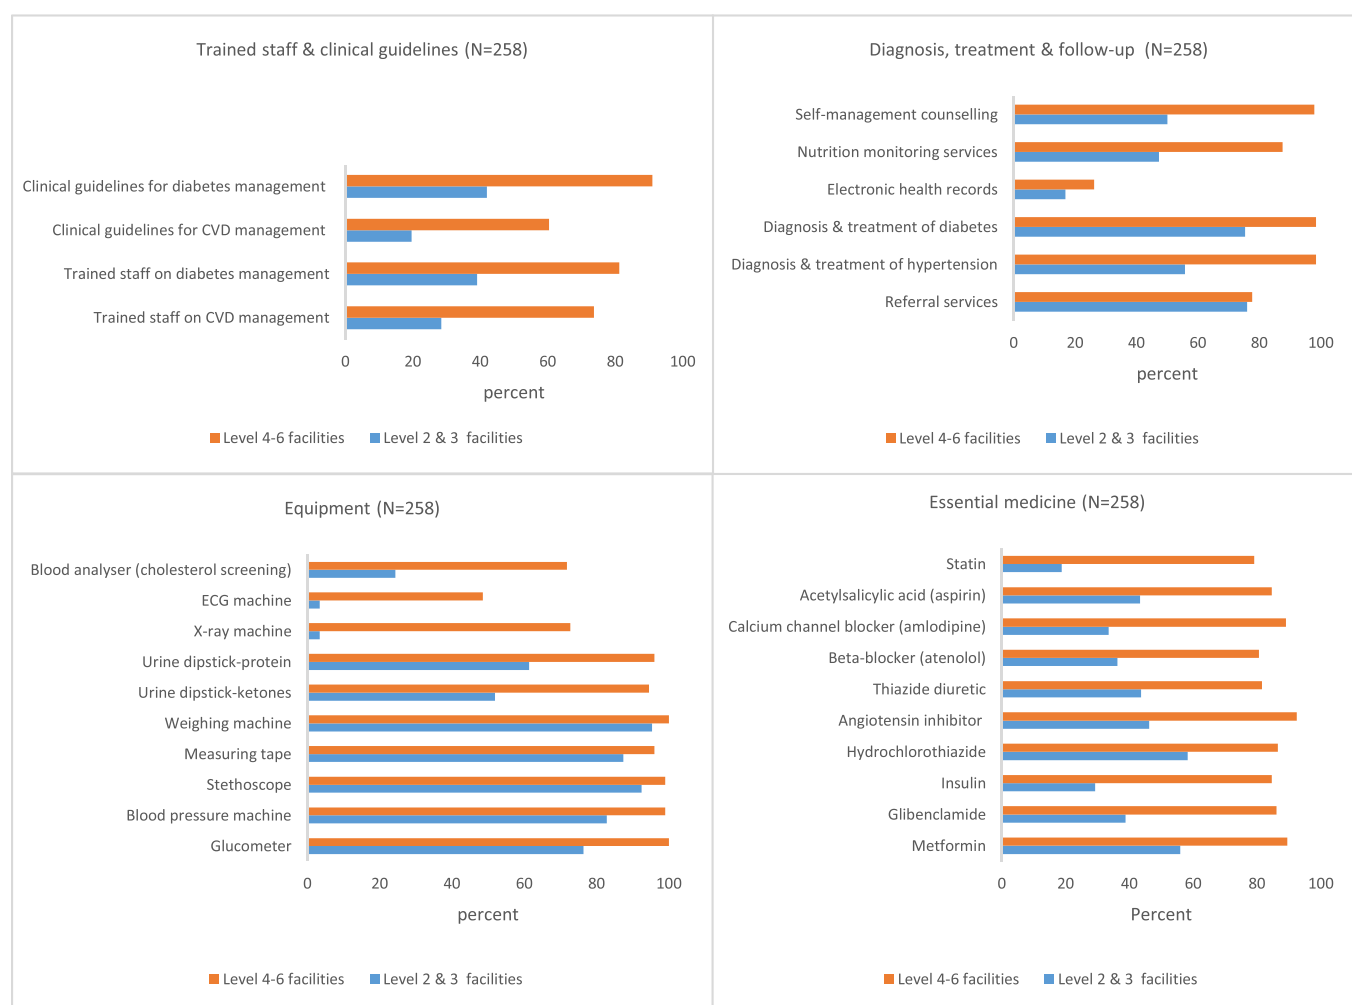 Trained staff & clinical guidelines (N=258)
Clinical guidelines for diabetes management
Clinical guidelines for CVD management
Trained staff on diabetes management
Trained staff on CVD management
0 20 40 60 80 100
percent
Level 4-6 facilities Level 2 & 3 facilities
Diagnosis, treatment & follow-up (N=258)
Self-management counselling
Nutrition monitoring services
Electronic health records
Diagnosis & treatment of diabetes
Diagnosis & treatment of hypertension
Referral services
0 20 40 60 80 100
percent
Level 4-6 facilities Level 2 & 3 facilities
Equipment (N=258)
Blood analyser (cholesterol screening)
ECG machine
X-ray machine
Urine dipstick-protein
Urine dipstick-ketones
Weighing machine
Measuring tape
Stethoscope
Blood pressure machine
Glucometer
0 20 40 60 80 100
percent
Level 4-6 facilities Level 2 & 3 facilities
Essential medicine (N=258)
Statin
Acetylsalicylic acid (aspirin)
Calcium channel blocker (amlodipine)
Beta-blocker (atenolol)
Thiazide diuretic
Angiotensin inhibitor
Hydrochlorothiazide
Insulin
Glibenclamide
Metformin
0 20 40 60 80 100
Percent
Level 4-6 facilities Level 2 & 3 facilities